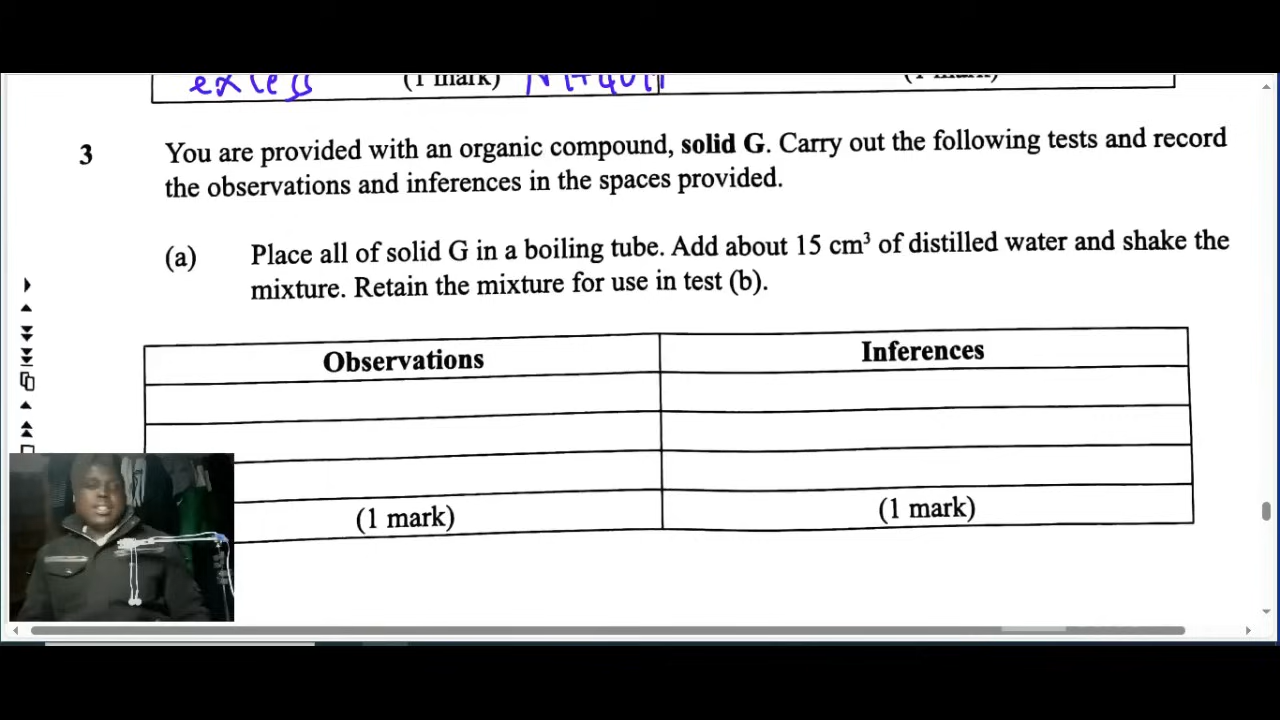 exless (1 mark)
3 You are provided with an organic compound, solid G. Carry out the following tests and record
the observations and inferences in the spaces provided.
(a) Place all of solid G in a boiling tube. Add about 15 cm³ of distilled water and shake the
mixture. Retain the mixture for use in test (b).
Observations Inferences
(1 mark) (1 mark)